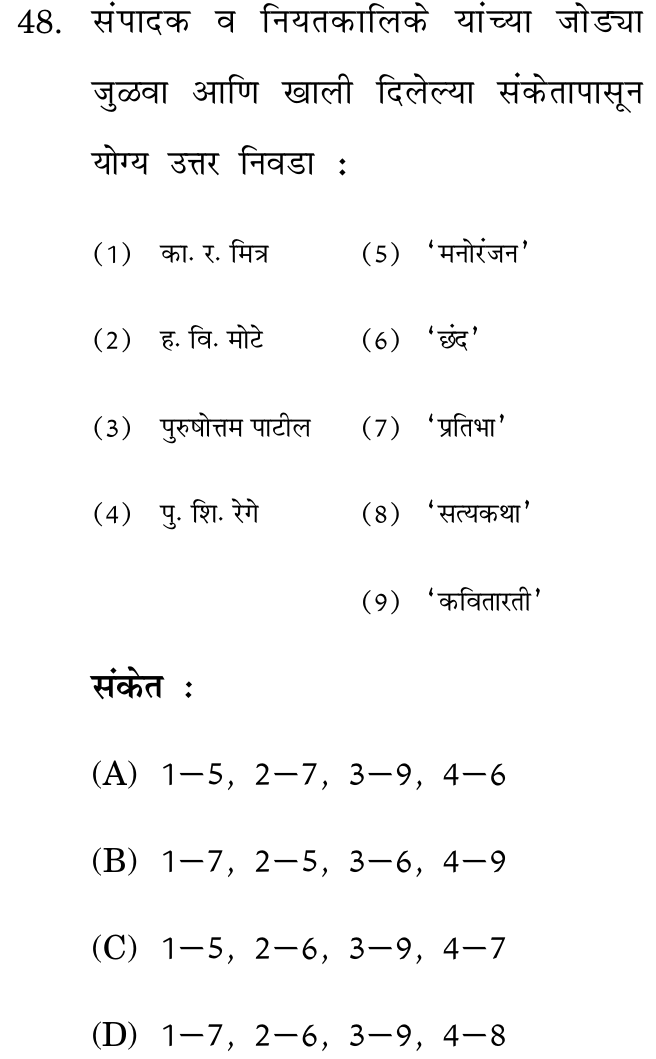 48. संपादक व नियतकालिके यांच्या जोड्या
जुळवा आणि खाली दिलेल्या संकेतापासून
योग्य उत्तर निवडा :
(1) का. र. मित्र (5) ‘मनोरंजन’
(2) ह. वि. मोटे (6) ‘छंद’
(3) पुरुषोत्तम पाटील (7) ‘प्रतिभा’
(4) पु. शि. रेगे (8) ‘सत्यकथा’
(9) ‘कवितारती’
संकेत :
(A) 1–5, 2–7, 3–9, 4–6
(B) 1–7, 2–5, 3–6, 4–9
(C) 1–5, 2–6, 3–9, 4–7
(D) 1–7, 2–6, 3–9, 4–8